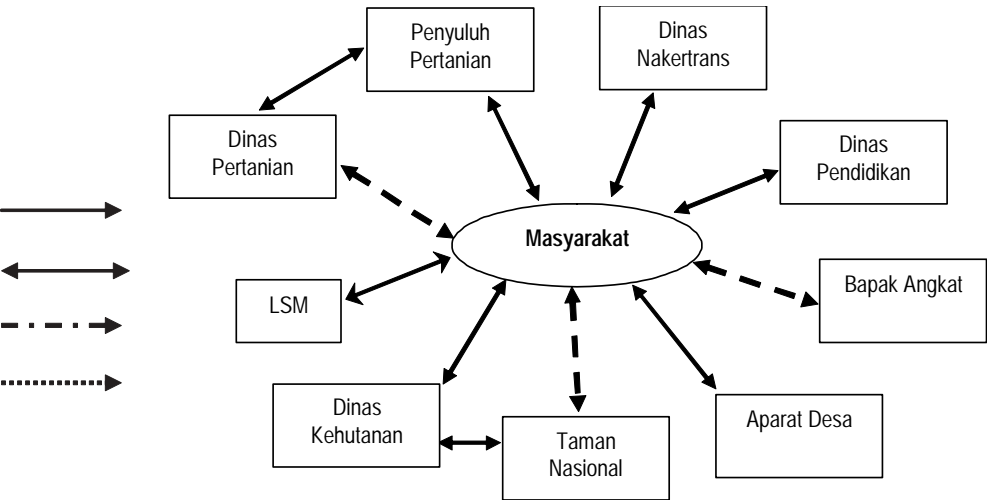 Penyuluh
Pertanian
Dinas
Nakertrans
Dinas
Pertanian
Dinas
Pendidikan
Masyarakat
LSM
Bapak Angkat
Dinas
Kehutanan
Taman
Nasional
Aparat Desa